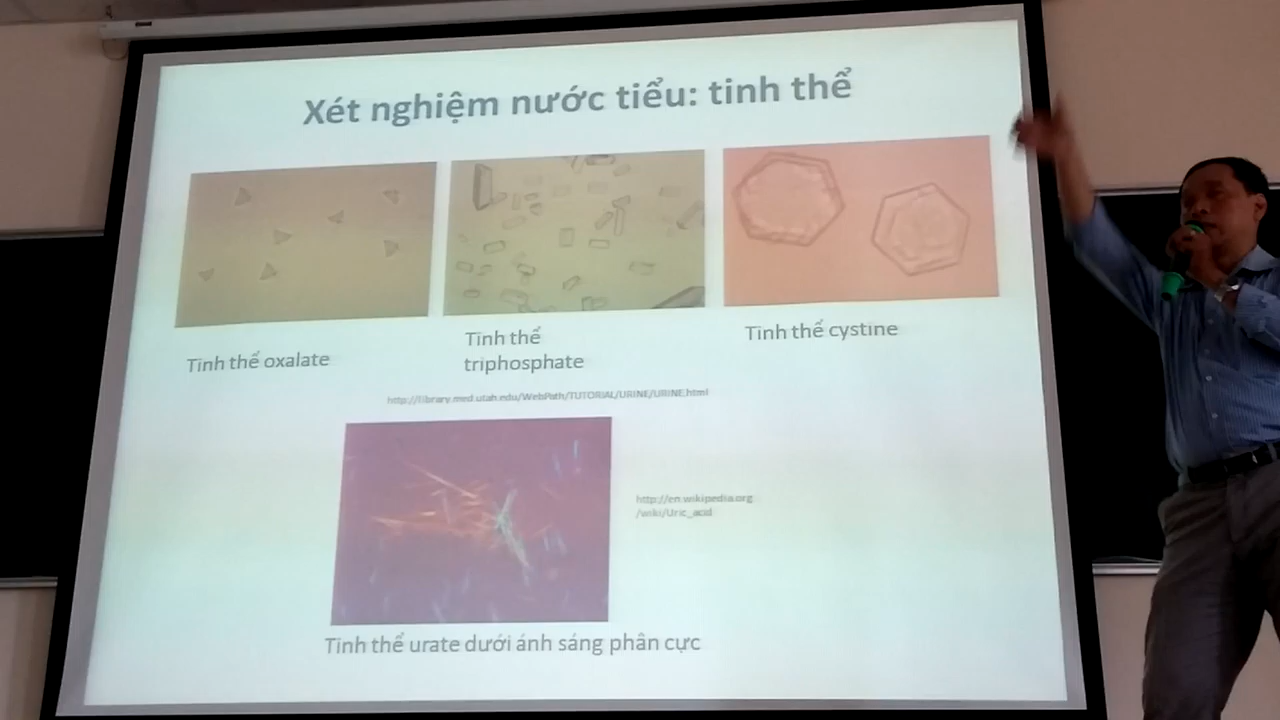 Xét nghiệm nước tiểu: tinh thể
Tinh thể oxalate
Tinh thể
triphosphate
Tinh thể cystine
http://library.med.utah.edu/WebPath/TUTORIAL/URINE/URINE.html
http://en.wikipedia.org
/wiki/Uric_acid
Tinh thể urate dưới ánh sáng phân cực